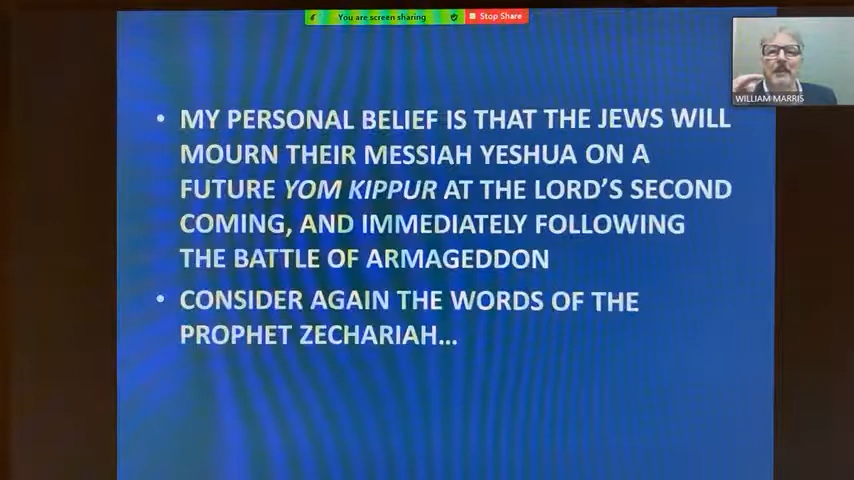 You are screen sharing
Stop Share
WILLIAM MARRIS
• MY PERSONAL BELIEF IS THAT THE JEWS WILL
MOURN THEIR MESSIAH YESHUA ON A
FUTURE YOM KIPPUR AT THE LORD'S SECOND
COMING, AND IMMEDIATELY FOLLOWING
THE BATTLE OF ARMAGEDDON
• CONSIDER AGAIN THE WORDS OF THE
PROPHET ZECHARIAH...